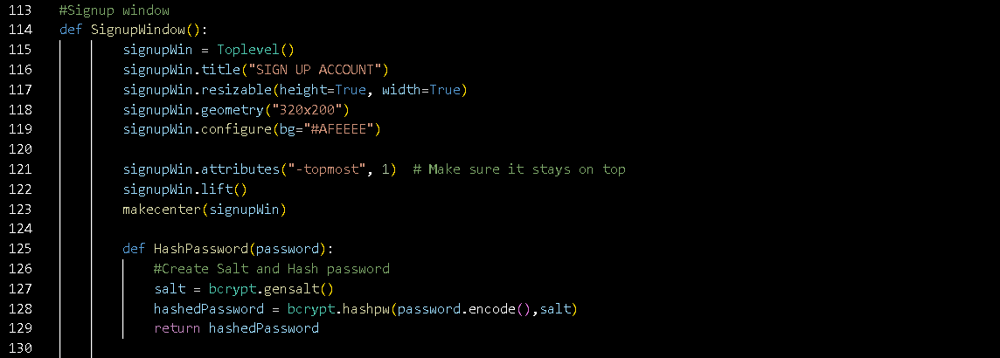 113 #Signup window
114 def SignupWindow():
115 signupWin = Toplevel()
116 signupWin.title("SIGN UP ACCOUNT")
117 signupWin.resizable(height=True, width=True)
118 signupWin.geometry("320x200")
119 signupWin.configure(bg="#AFEEEE")
120
121 signupWin.attributes("-topmost", 1)  # Make sure it stays on top
122 signupWin.lift()
123 makecenter(signupWin)
124
125 def HashPassword(password):
126 #Create Salt and Hash password
127 salt = bcrypt.gensalt()
128 hashedPassword = bcrypt.hashpw(password.encode(),salt)
129 return hashedPassword
130